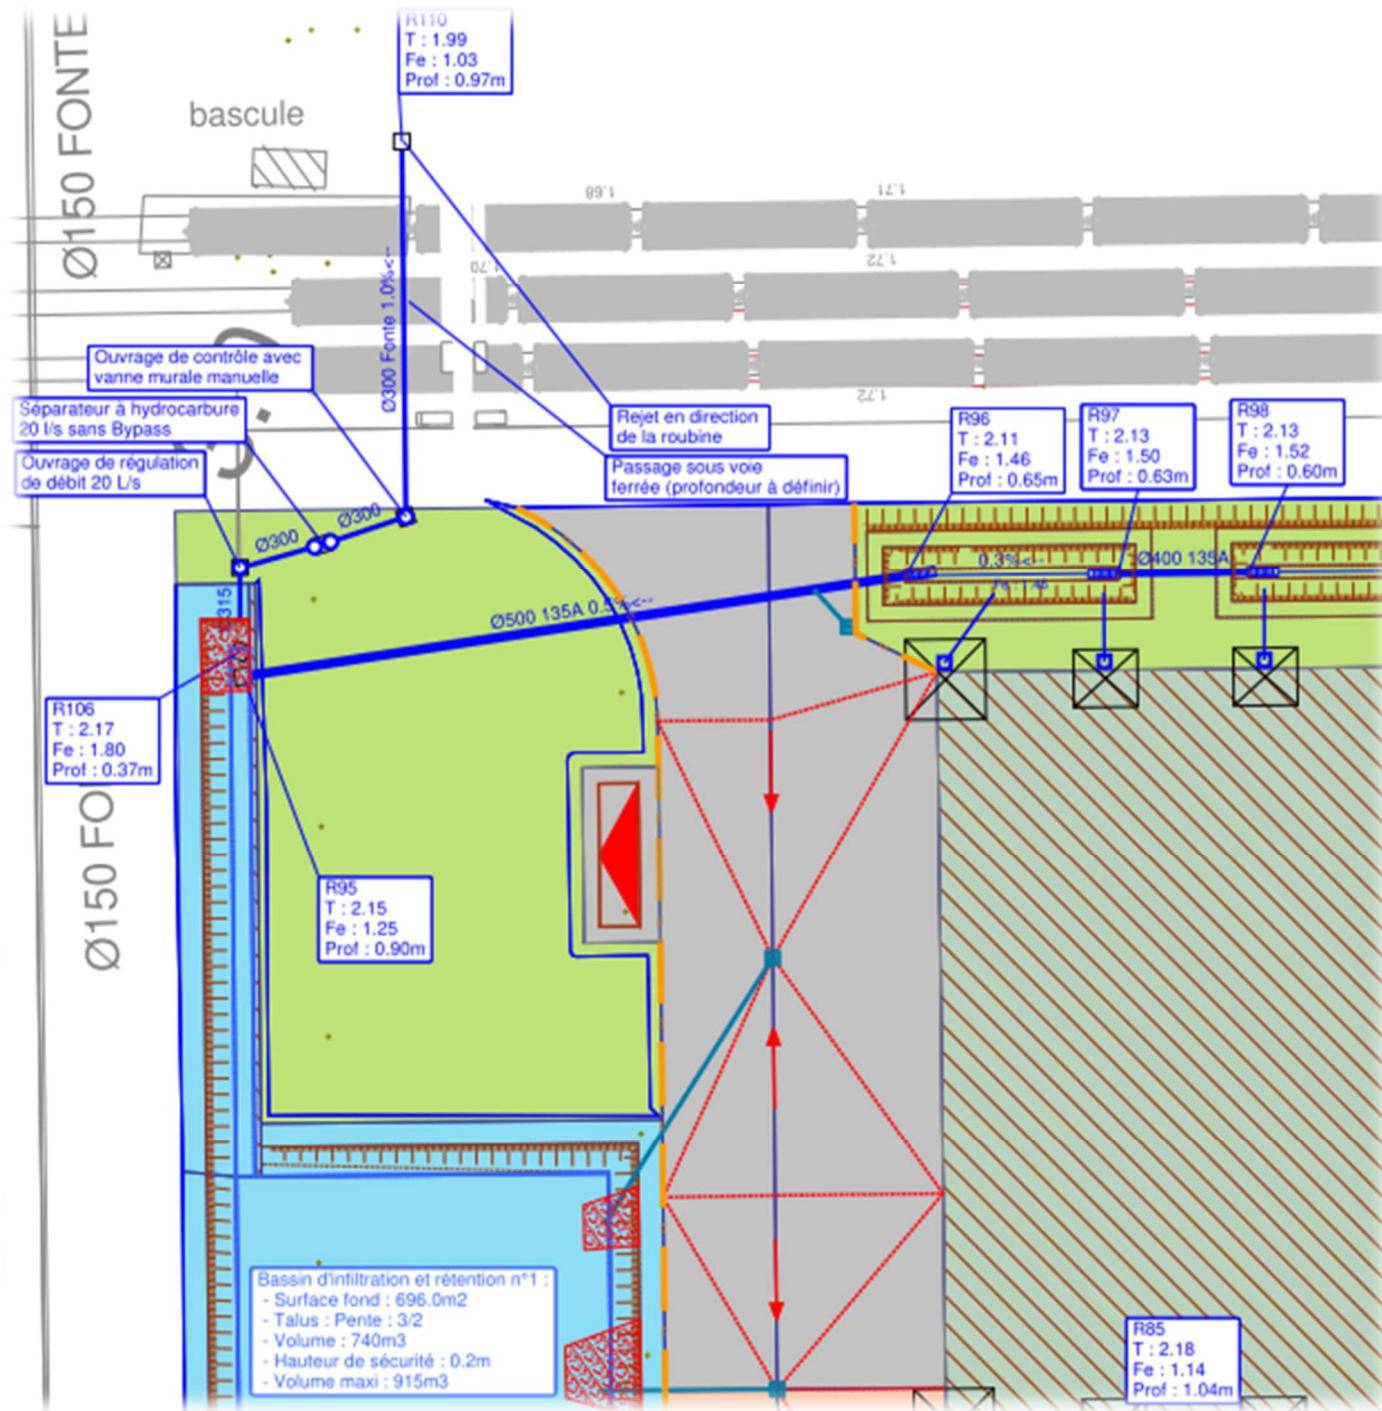 R110
T : 1.99
Fe : 1.03
Prof : 0.97m
Ø150 FONTE
bascule
1.68
1.71
1.70
1.72
1.72
Ø300 Fonte 1.0%<--
Ouvrage de contrôle avec
vanne murale manuelle
Séparateur à hydrocarbure
20 l/s sans Bypass
Ouvrage de régulation
de débit 20 L/s
Rejet en direction
de la roubine
Passage sous voie
ferrée (profondeur à définir)
R96
T : 2.11
Fe : 1.46
Prof : 0.65m
R97
T : 2.13
Fe : 1.50
Prof : 0.63m
R98
T : 2.13
Fe : 1.52
Prof : 0.60m
Ø300
Ø300
315
Ø500 135A 0.5%<--
0.3%<--
Fe : 1.46
Ø400 135A
R106
T : 2.17
Fe : 1.80
Prof : 0.37m
Ø150 FO
R95
T : 2.15
Fe : 1.25
Prof : 0.90m
Bassin d'infiltration et rétention n°1 :
- Surface fond : 696.0m2
- Talus : Pente : 3/2
- Volume : 740m3
- Hauteur de sécurité : 0.2m
- Volume maxi : 915m3
R85
T : 2.18
Fe : 1.14
Prof : 1.04m